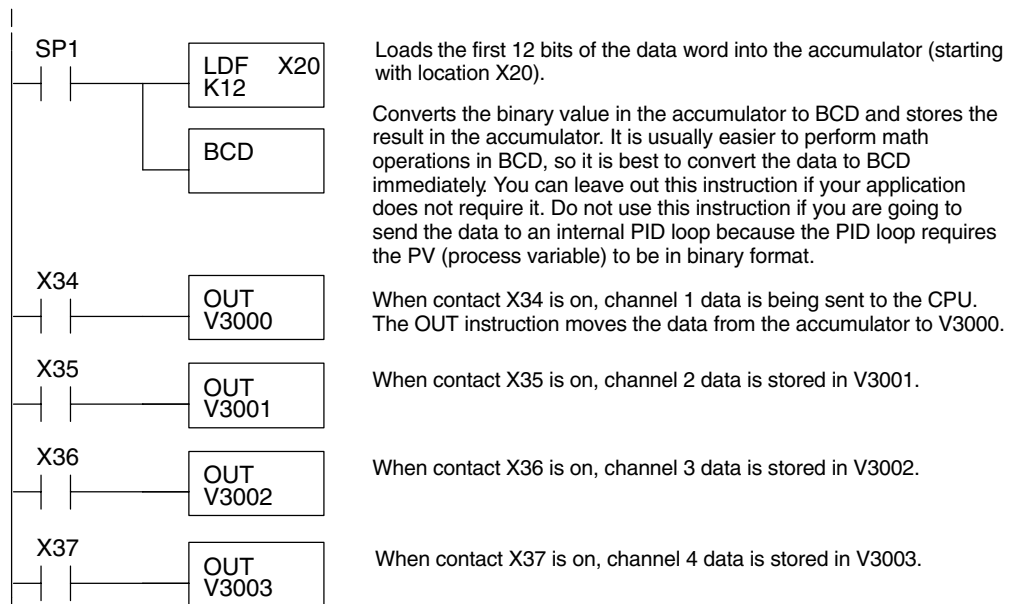 SP1
LDF X20
K12
Loads the first 12 bits of the data word into the accumulator (starting
with location X20).
BCD
Converts the binary value in the accumulator to BCD and stores the
result in the accumulator. It is usually easier to perform math
operations in BCD, so it is best to convert the data to BCD
immediately. You can leave out this instruction if your application
does not require it. Do not use this instruction if you are going to
send the data to an internal PID loop because the PID loop requires
the PV (process variable) to be in binary format.
X34
OUT
V3000
When contact X34 is on, channel 1 data is being sent to the CPU.
The OUT instruction moves the data from the accumulator to V3000.
X35
OUT
V3001
When contact X35 is on, channel 2 data is stored in V3001.
X36
OUT
V3002
When contact X36 is on, channel 3 data is stored in V3002.
X37
OUT
V3003
When contact X37 is on, channel 4 data is stored in V3003.